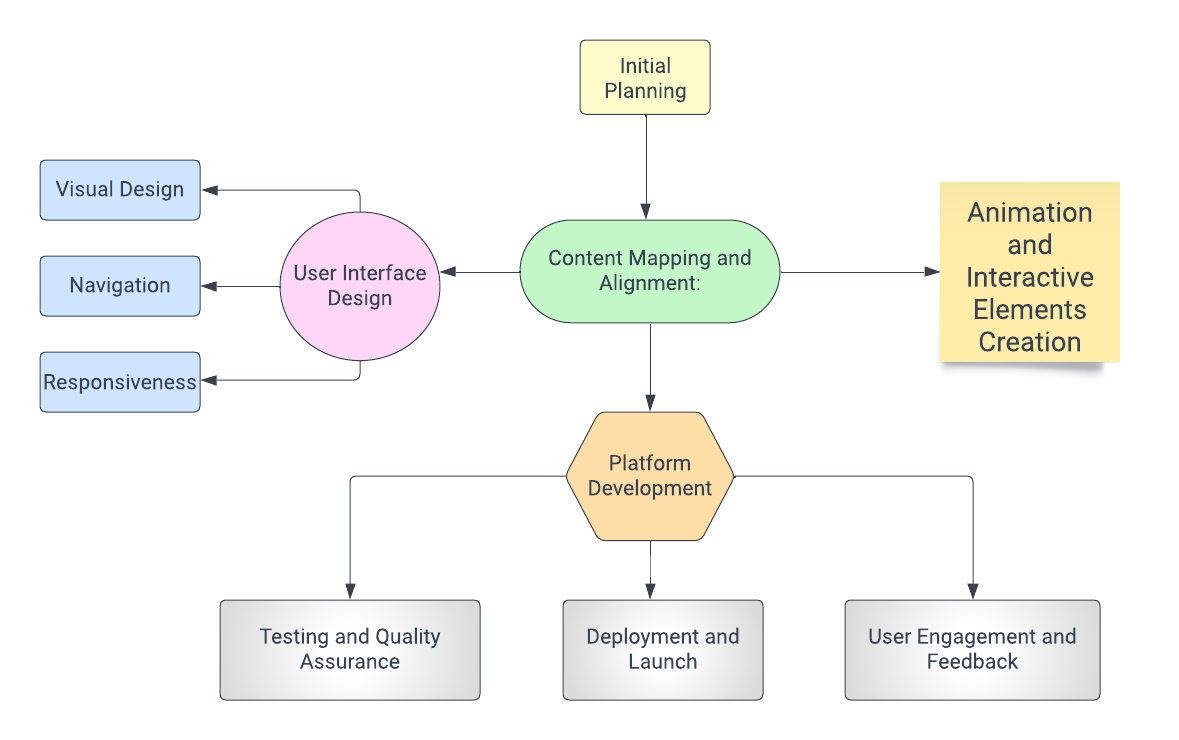 Initial
Planning
Visual Design
Navigation
Responsiveness
User Interface
Design
Content Mapping and
Alignment:
Animation
and
Interactive
Elements
Creation
Platform
Development
Testing and Quality
Assurance
Deployment and
Launch
User Engagement and
Feedback